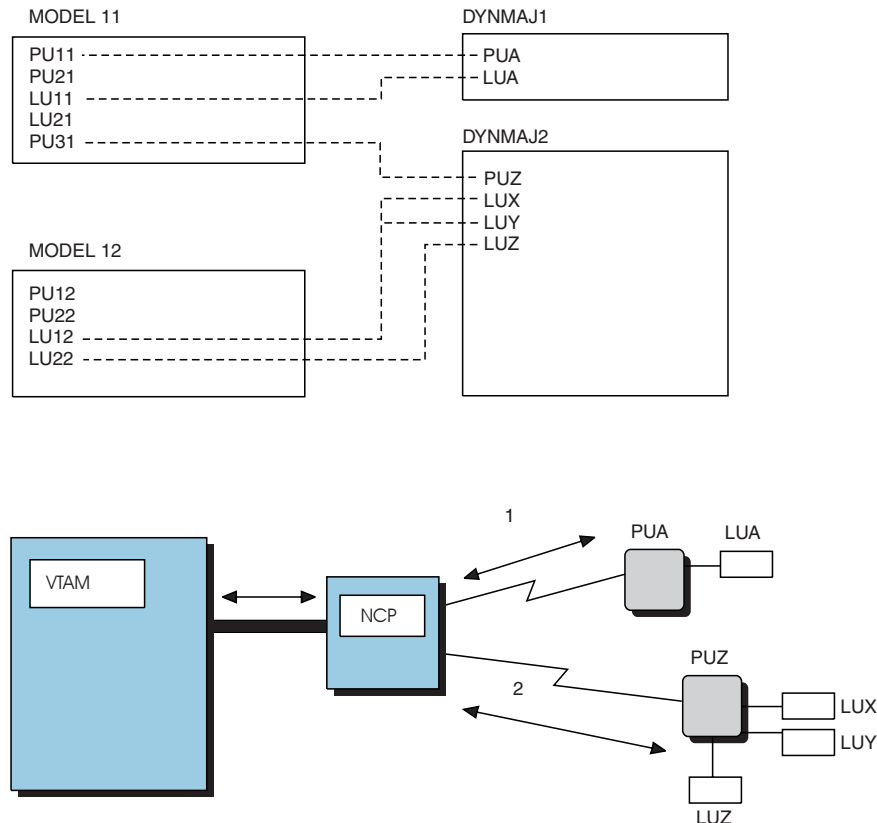 MODEL 11
PU11
PU21
LU11
LU21
PU31
DYNMAJ1
PUA
LUA
DYNMAJ2
PUZ
LUX
LUY
LUZ
MODEL 12
PU12
PU22
LU12
LU22
VTAM
NCP
1
PUA
LUA
2
PUZ
LUX
LUY
LUZ